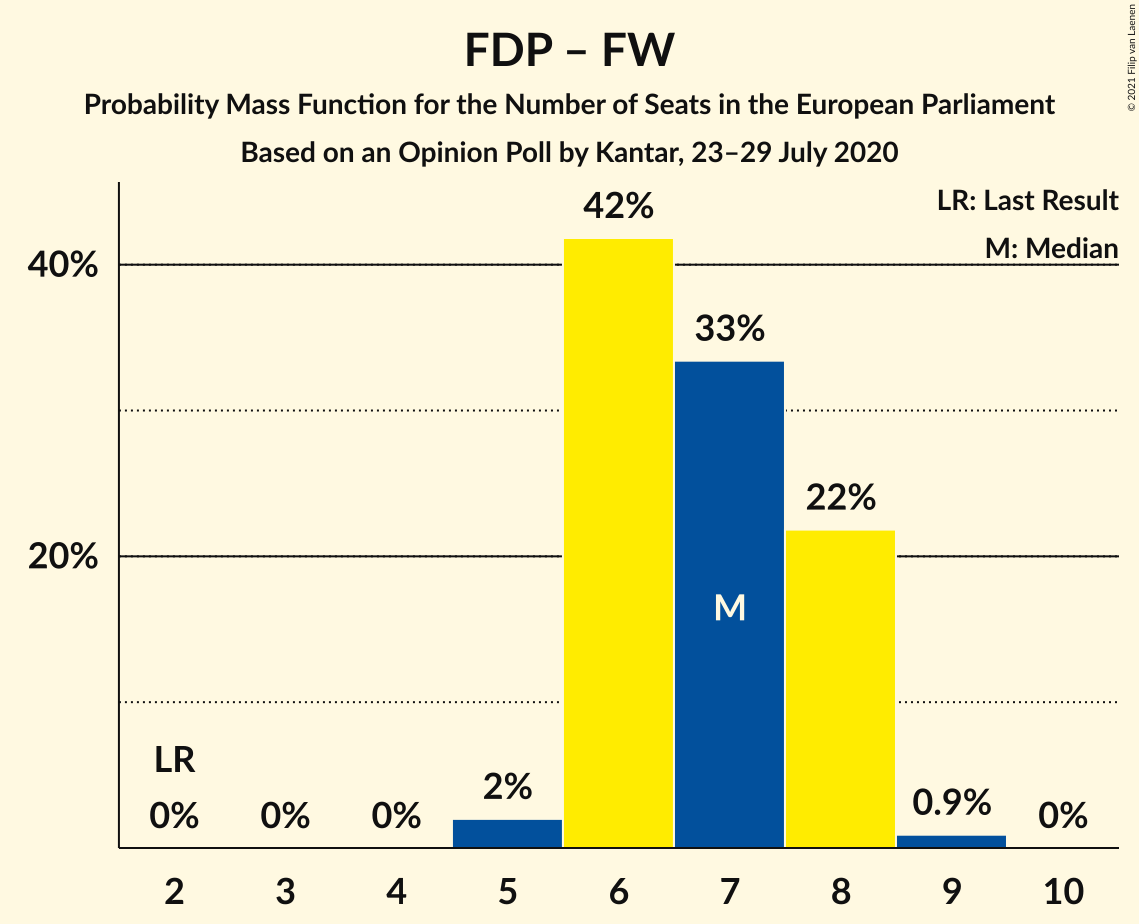 FDP – FW
Probability Mass Function for the Number of Seats in the European Parliament
Based on an Opinion Poll by Kantar, 23–29 July 2020
© 2021 Filip van Laenen
LR: Last Result
M: Median
42%
40%
33%
22%
20%
M
LR
0%
0%
0%
2%
0.9%
0%
2 3 4 5 6 7 8 9 10